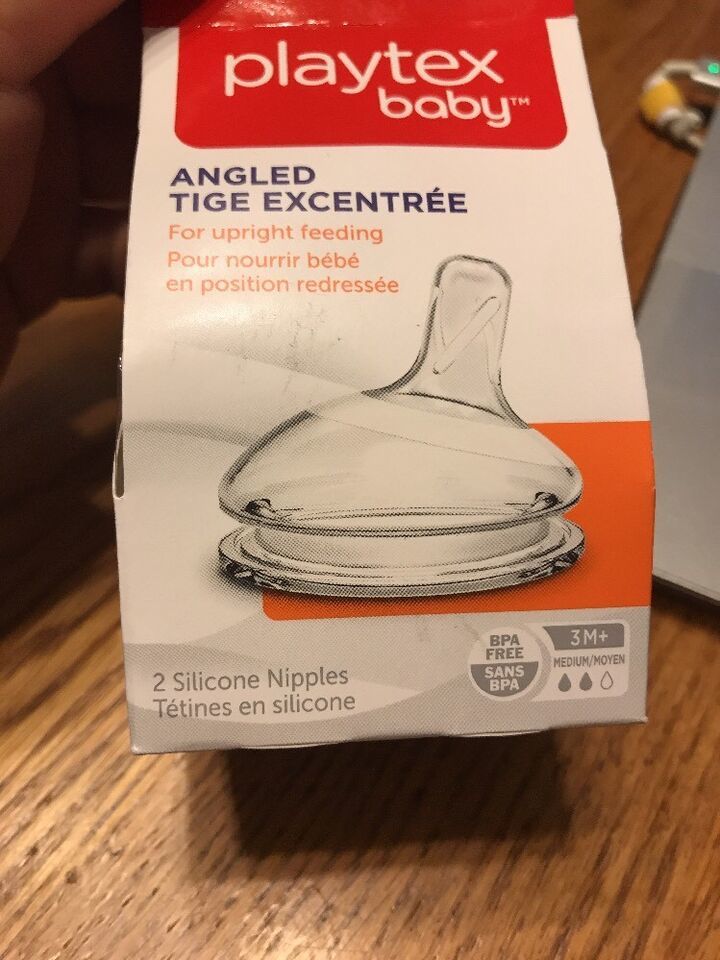 playtex
baby™
ANGLED
TIGE EXCENTRÉE
For upright feeding
Pour nourrir bébé
en position redressée
2 Silicone Nipples
Tétines en silicone
BPA
FREE
SANS
BPA
3M+
MEDIUM/MOYEN